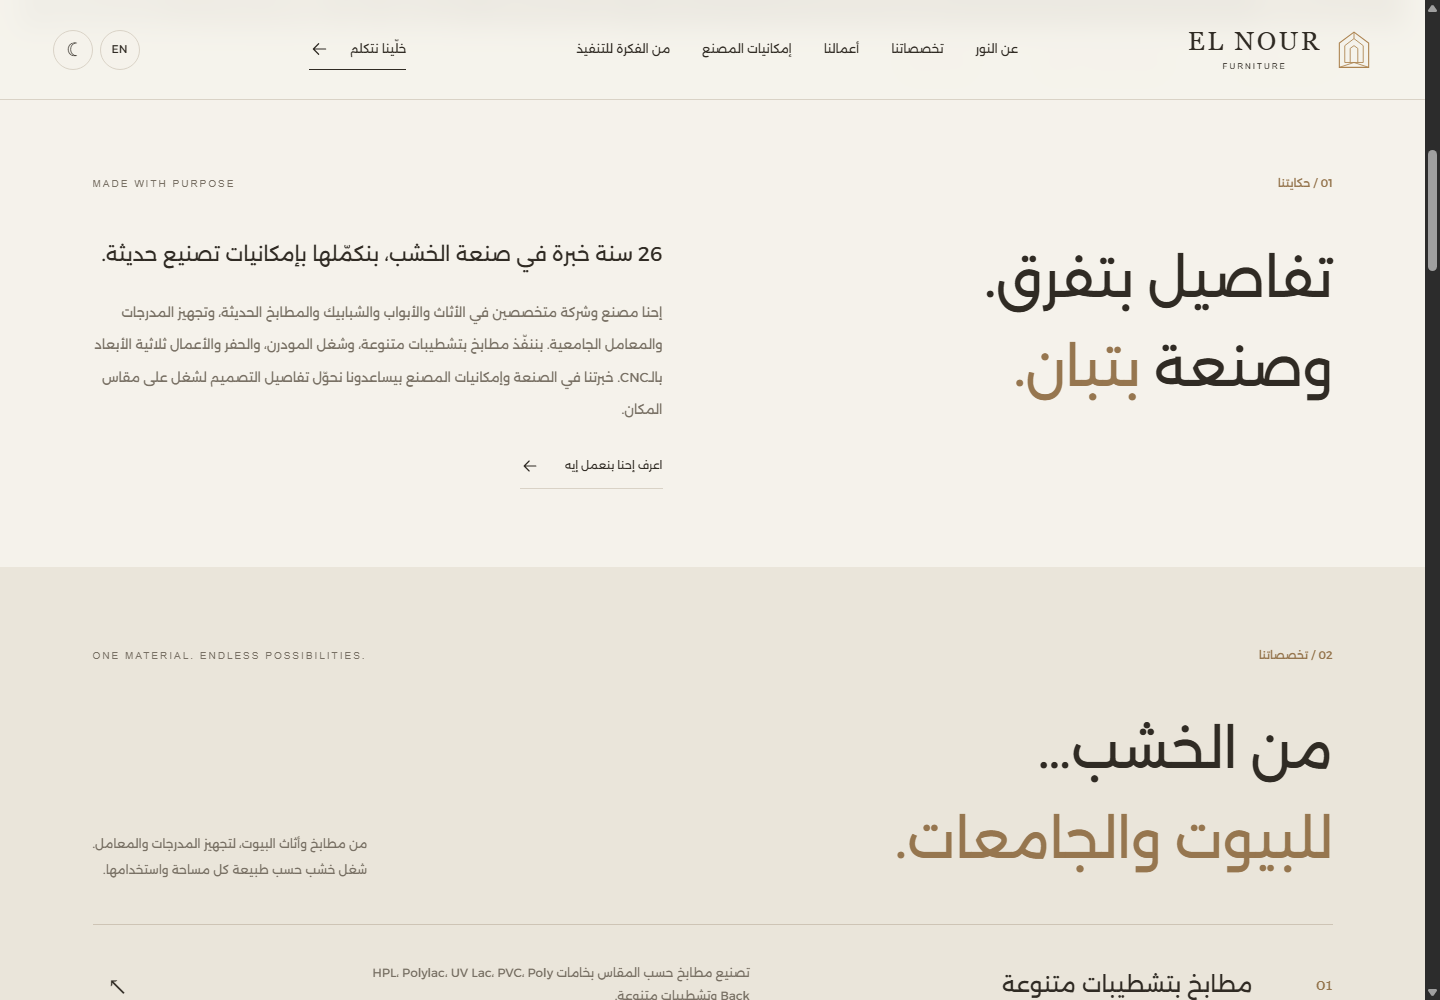 EL NOUR
FURNITURE
عن النور
تخصصاتنا
أعمالنا
إمكانيات المصنع
من الفكرة للتنفيذ
خلّينا نتكلم ←
EN
01 / حكايتنا
MADE WITH PURPOSE
تفاصيل بتفرق.
وصنعة بتبان.
26 سنة خبرة في صنعة الخشب، بنكمّلها بإمكانيات تصنيع حديثة.
إحنا مصنع وشركة متخصصين في الأثاث والأبواب والشبابيك والمطابخ الحديثة، وتجهيز المدرجات
والمعامل الجامعية. بننفّذ مطابخ بتشطيبات متنوعة، وشغل المودرن، والحفر والأعمال ثلاثية الأبعاد
بالـCNC. خبرتنا في الصنعة وإمكانيات المصنع بيساعدونا نحوّل تفاصيل التصميم لشغل على مقاس
المكان.
اعرف إحنا بنعمل إيه ←
02 / تخصصاتنا
ONE MATERIAL. ENDLESS POSSIBILITIES.
من الخشب...
للبيوت والجامعات.
من مطابخ وأثاث البيوت، لتجهيز المدرجات والمعامل.
شغل خشب حسب طبيعة كل مساحة واستخدامها.
01
مطابخ بتشطيبات متنوعة
تصنيع مطابخ حسب المقاس بخامات HPL، Polylac، UV Lac، PVC، Poly
Back وتشطيبات متنوعة.
↖